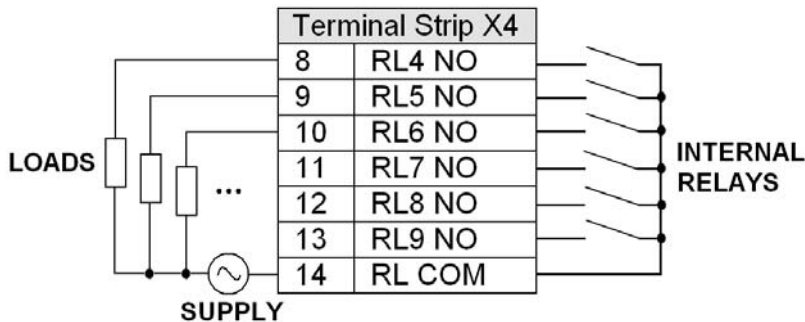 Terminal Strip X4
8 RL4 NO
9 RL5 NO
10 RL6 NO
11 RL7 NO
12 RL8 NO
13 RL9 NO
14 RL COM
LOADS
...
SUPPLY
INTERNAL
RELAYS